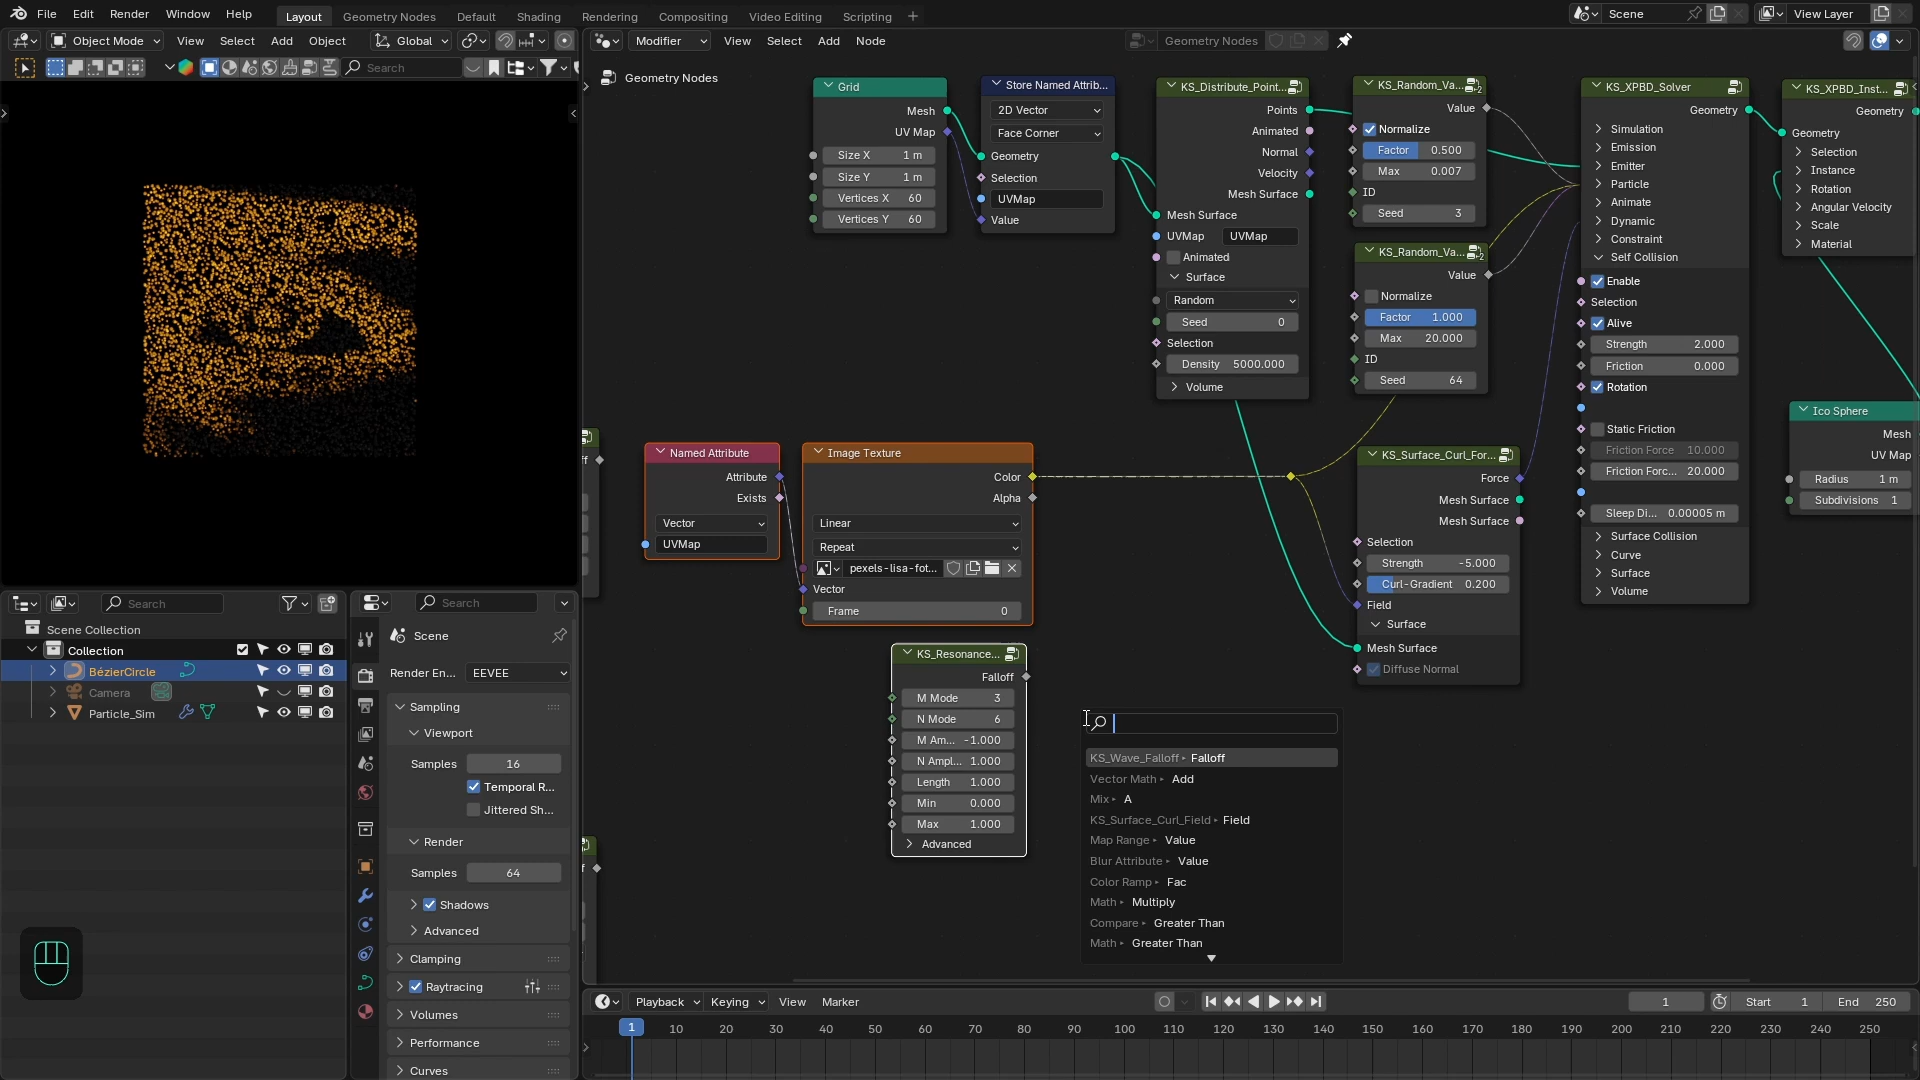 File Edit Render Window Help Layout Geometry Nodes Default Shading Rendering Compositing Video Editing Scripting Scene View Layer
Object Mode View Select Add Object Global Modifier View Select Add Node Geometry Nodes
Search
Geometry Nodes
Grid
Mesh
UV Map
Size X 1 m
Size Y 1 m
Vertices X 60
Vertices Y 60
Store Named Attrib...
2D Vector
Face Corner
Geometry
Selection
UVMap
Value
KS_Distribute_Point...
Points
Animated
Normal
Velocity
Mesh Surface
Mesh Surface
UVMap UVMap
Animated
Surface
Random
Seed 0
Selection
Density 5000.000
Volume
KS_Random_Va...
Value
Normalize
Factor 0.500
Max 0.007
ID
Seed 3
KS_Random_Va...
Value
Normalize
Factor 1.000
Max 20.000
ID
Seed 64
KS_XPBD_Solver
Geometry
Simulation
Emission
Emitter
Particle
Animate
Dynamic
Constraint
Self Collision
Enable
Selection
Alive
Strength 2.000
Friction 0.000
Rotation
Static Friction
Friction Force 10.000
Friction Forc... 20.000
Sleep Di... 0.00005 m
Surface Collision
Curve
Surface
Volume
KS_XPBD_Inst...
Geometry
Geometry
Selection
Instance
Rotation
Angular Velocity
Scale
Material
Ico Sphere
Mesh
UV Map
Radius 1 m
Subdivisions 1
Named Attribute
Attribute
Exists
Vector
UVMap
Image Texture
Color
Alpha
Linear
Repeat
pexels-lisa-fot...
Vector
Frame 0
KS_Surface_Curl_For...
Force
Mesh Surface
Mesh Surface
Selection
Strength -5.000
Curl-Gradient 0.200
Field
Surface
Mesh Surface
Diffuse Normal
KS_Resonance...
Falloff
M Mode 3
N Mode 6
M Am... -1.000
N Ampl... 1.000
Length 1.000
Min 0.000
Max 1.000
Advanced
KS_Wave_Falloff Falloff
Vector Math Add
Mix A
KS_Surface_Curl_Field Field
Map Range Value
Blur Attribute Value
Color Ramp Fac
Math Multiply
Compare Greater Than
Math Greater Than
Search
Scene Collection
Collection
BézierCircle
Camera
Particle_Sim
Search
Scene
Render En... EEVEE
Sampling
Viewport
Samples 16
Temporal R...
Jittered Sh...
Render
Samples 64
Shadows
Advanced
Clamping
Raytracing
Volumes
Performance
Curves
Playback Keying View Marker 1 Start 1 End 250
1 10 20 30 40 50 60 70 80 90 100 110 120 130 140 150 160 170 180 190 200 210 220 230 240 250